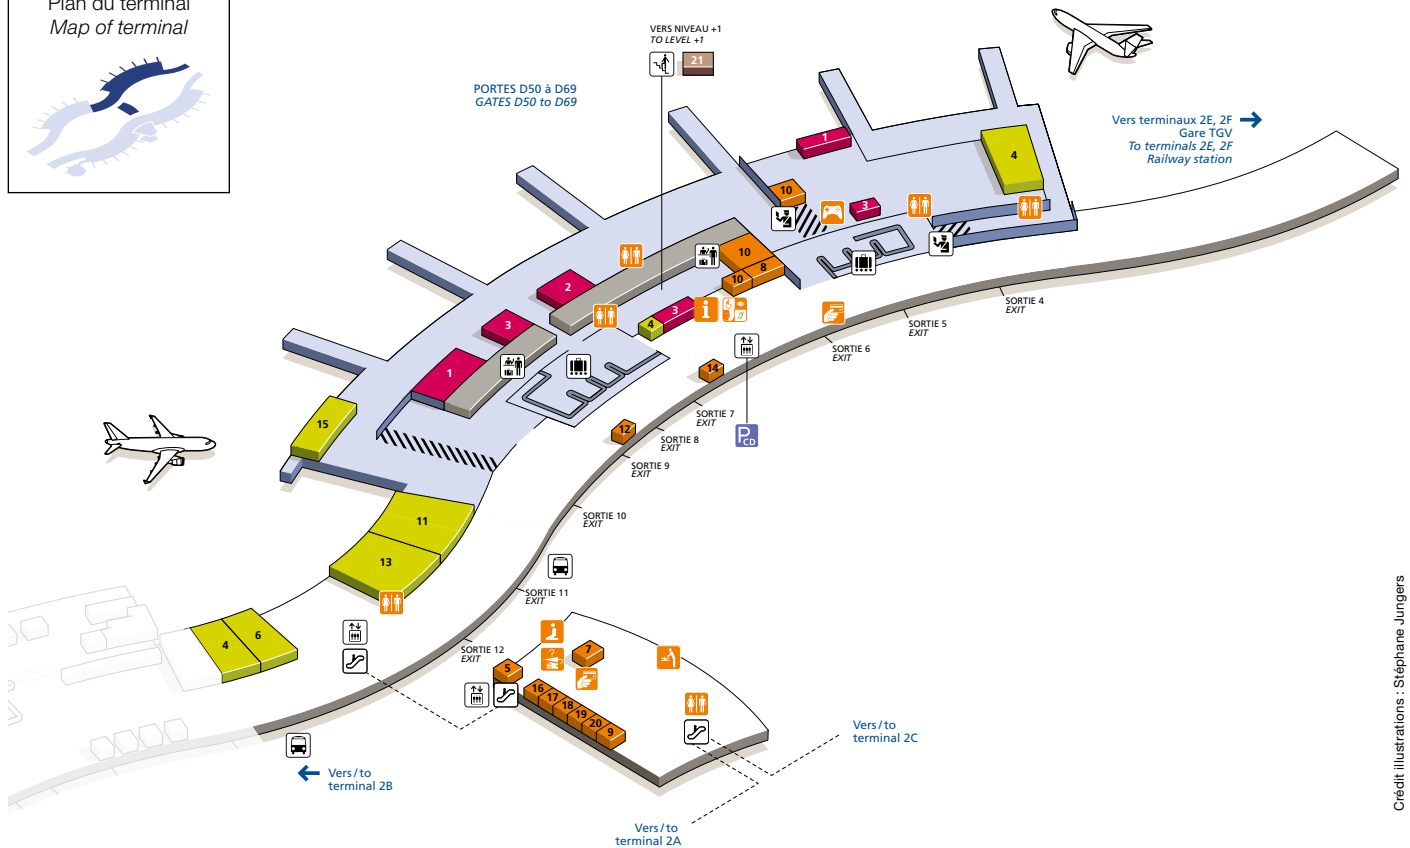 Plan du terminal
Map of terminal
VERS NIVEAU +1
TO LEVEL +1
21
PORTES D50 à D69
GATES D50 to D69
Vers terminaux 2E, 2F
Gare TGV
To terminals 2E, 2F
Railway station
1
4
10
3
10
8
10
2
3
4
i
3
1
14
15
12
SORTIE 4
EXIT
SORTIE 5
EXIT
SORTIE 6
EXIT
SORTIE 7
EXIT
PCD
SORTIE 8
EXIT
SORTIE 9
EXIT
SORTIE 10
EXIT
11
13
SORTIE 11
EXIT
4
6
SORTIE 12
EXIT
5
?
7
16
17
18
19
20
9
Vers/to
terminal 2C
Vers/to
terminal 2B
Vers/to
terminal 2A
Crédit illustrations : Stéphane Jungers